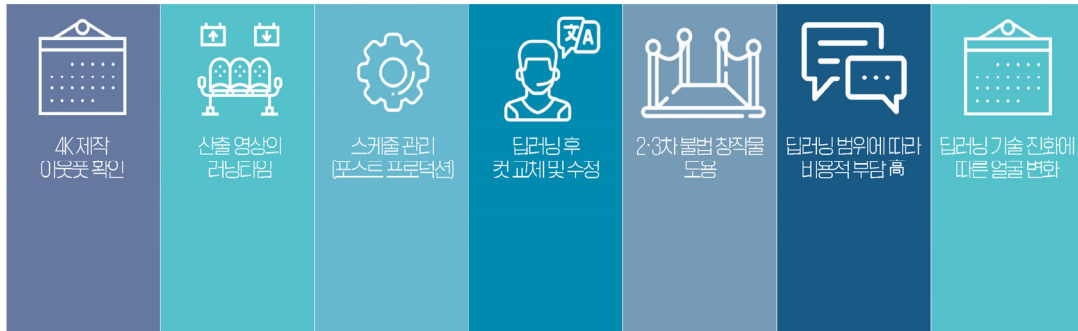 4K 제작
아웃풋 확인
산출 영상의
러닝타임
스케줄 관리
(포스트 프로덕션)
文A
딥러닝 후
컷 교체 및 수정
2·3차 불법 창작물
도용
딥러닝 범위에 따라
비용적 부담 高
딥러닝 기술 진화에
따른 얼굴 변화